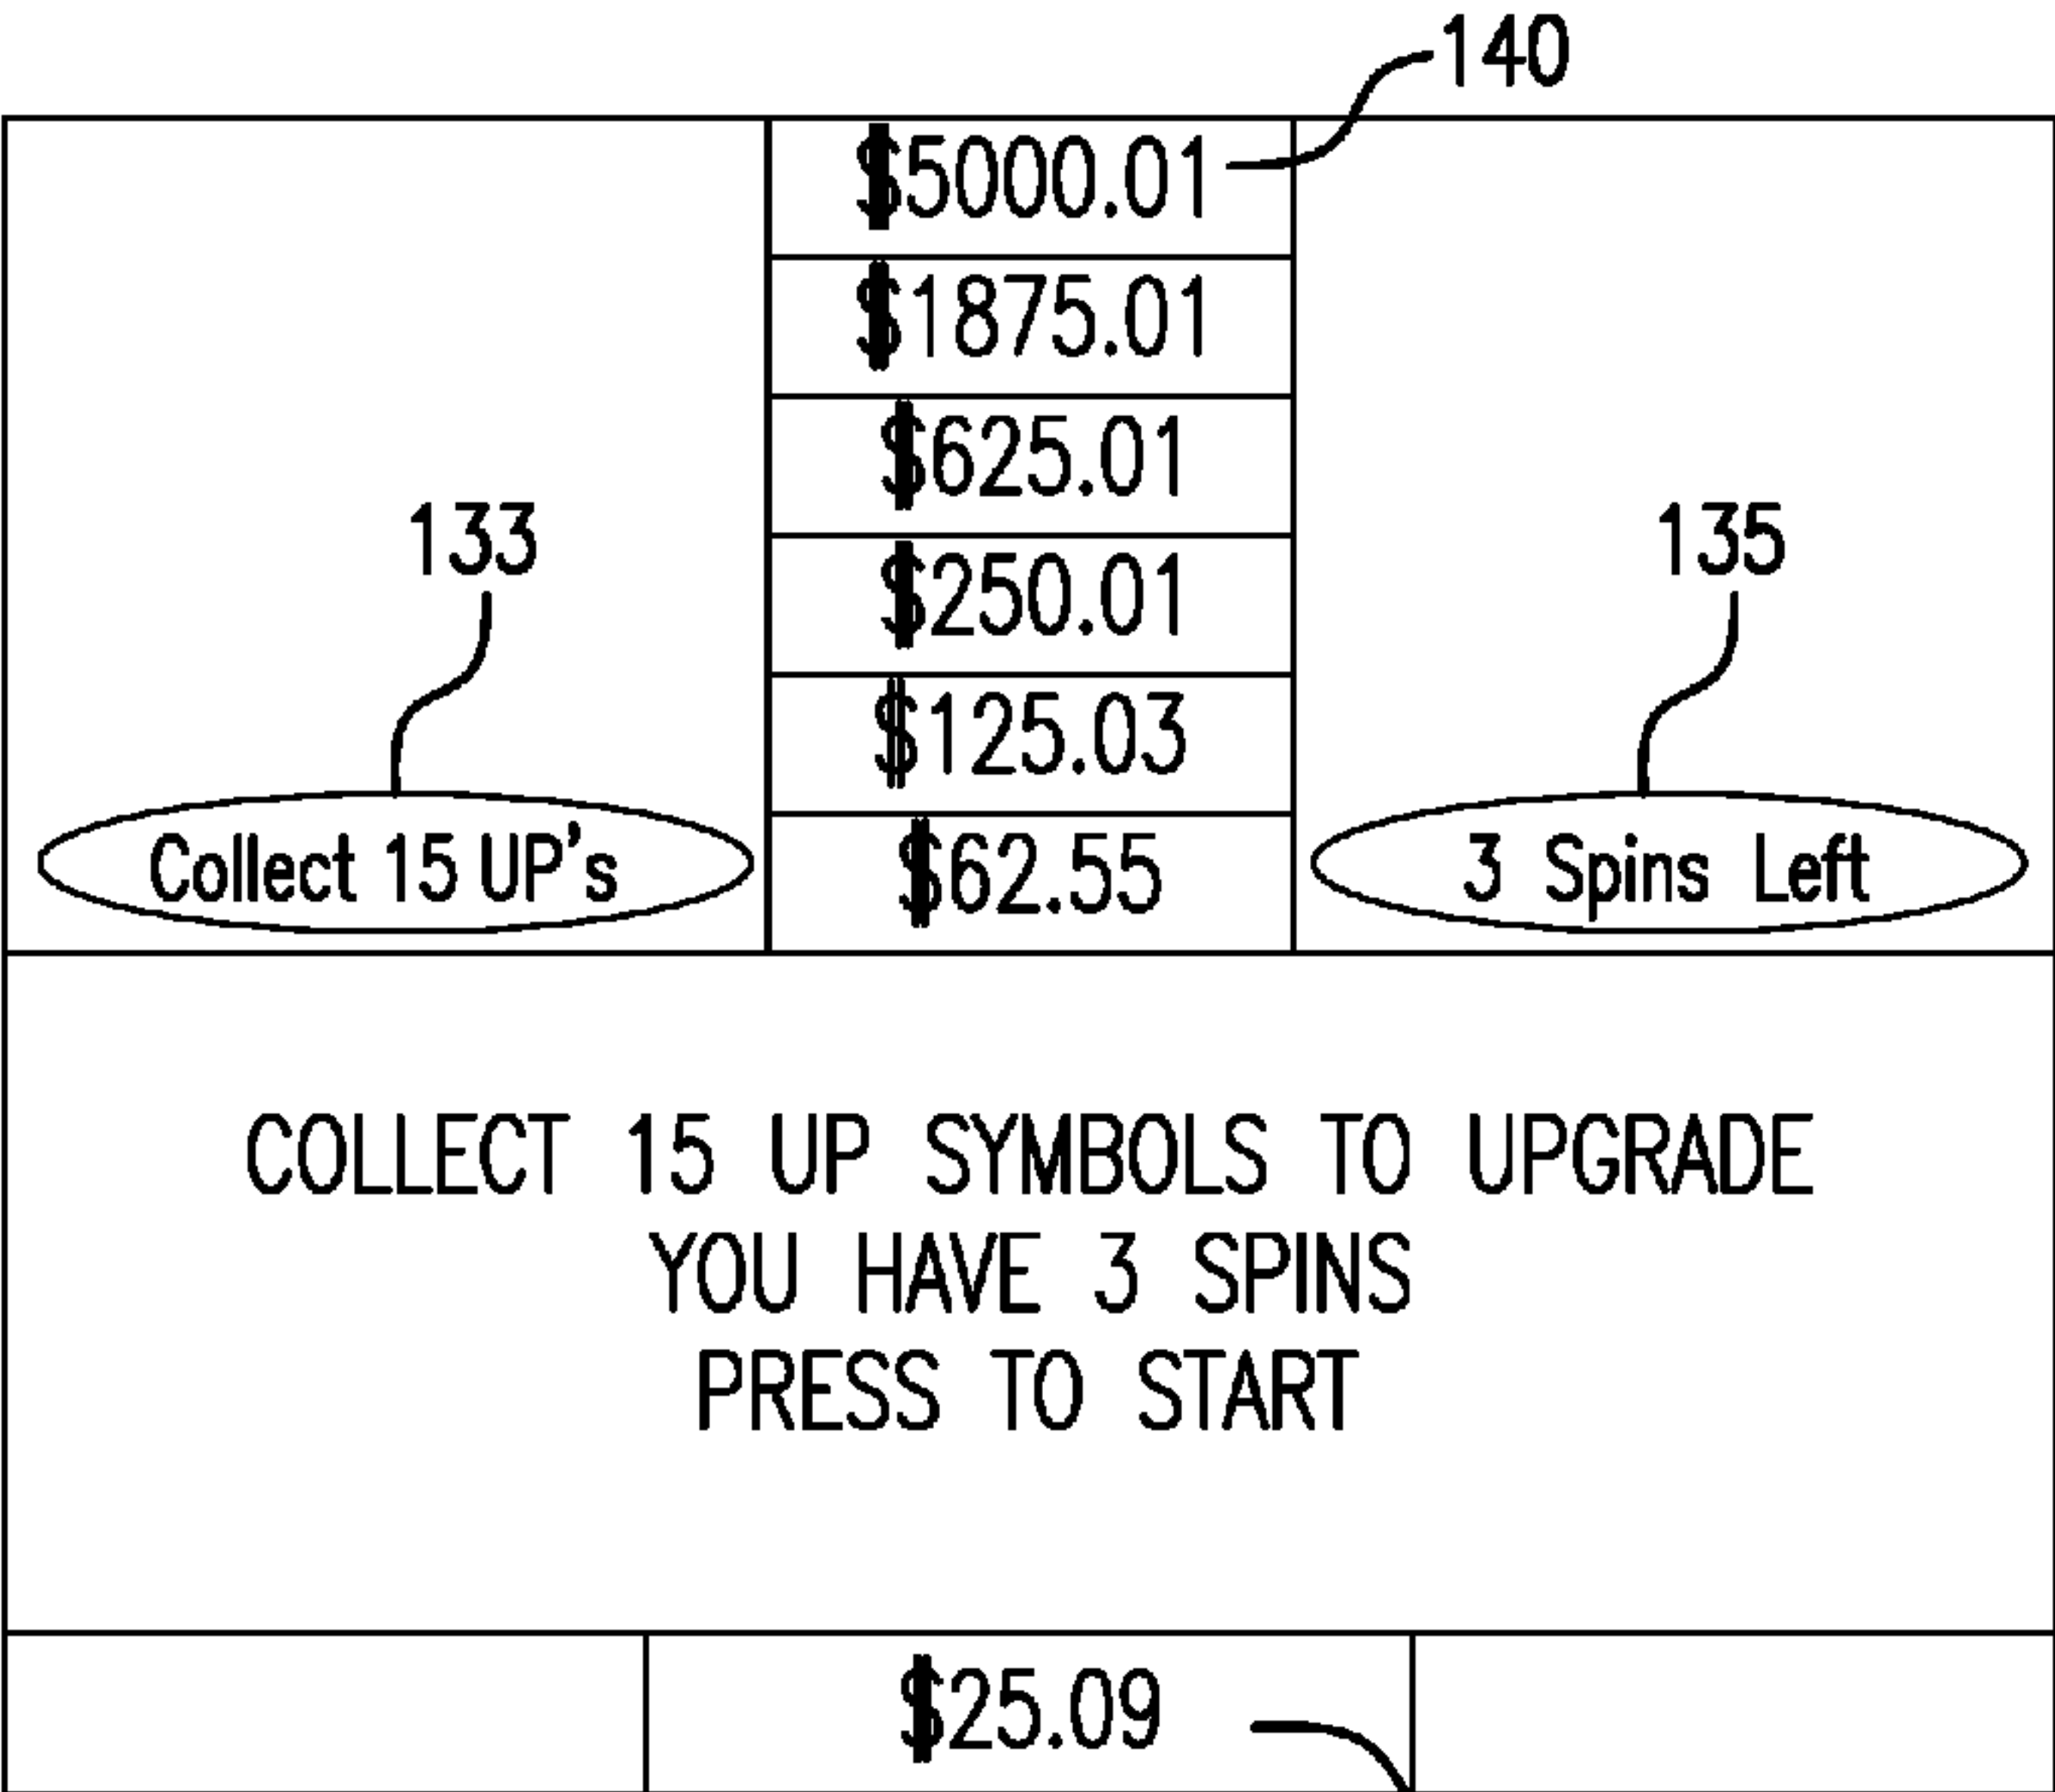 140
$5000.01
$1875.01
$625.01
133
$250.01
135
$125.03
Collect 15 UP's
$62.55
3 Spins Left
COLLECT 15 UP SYMBOLS TO UPGRADE
YOU HAVE 3 SPINS
PRESS TO START
$25.09